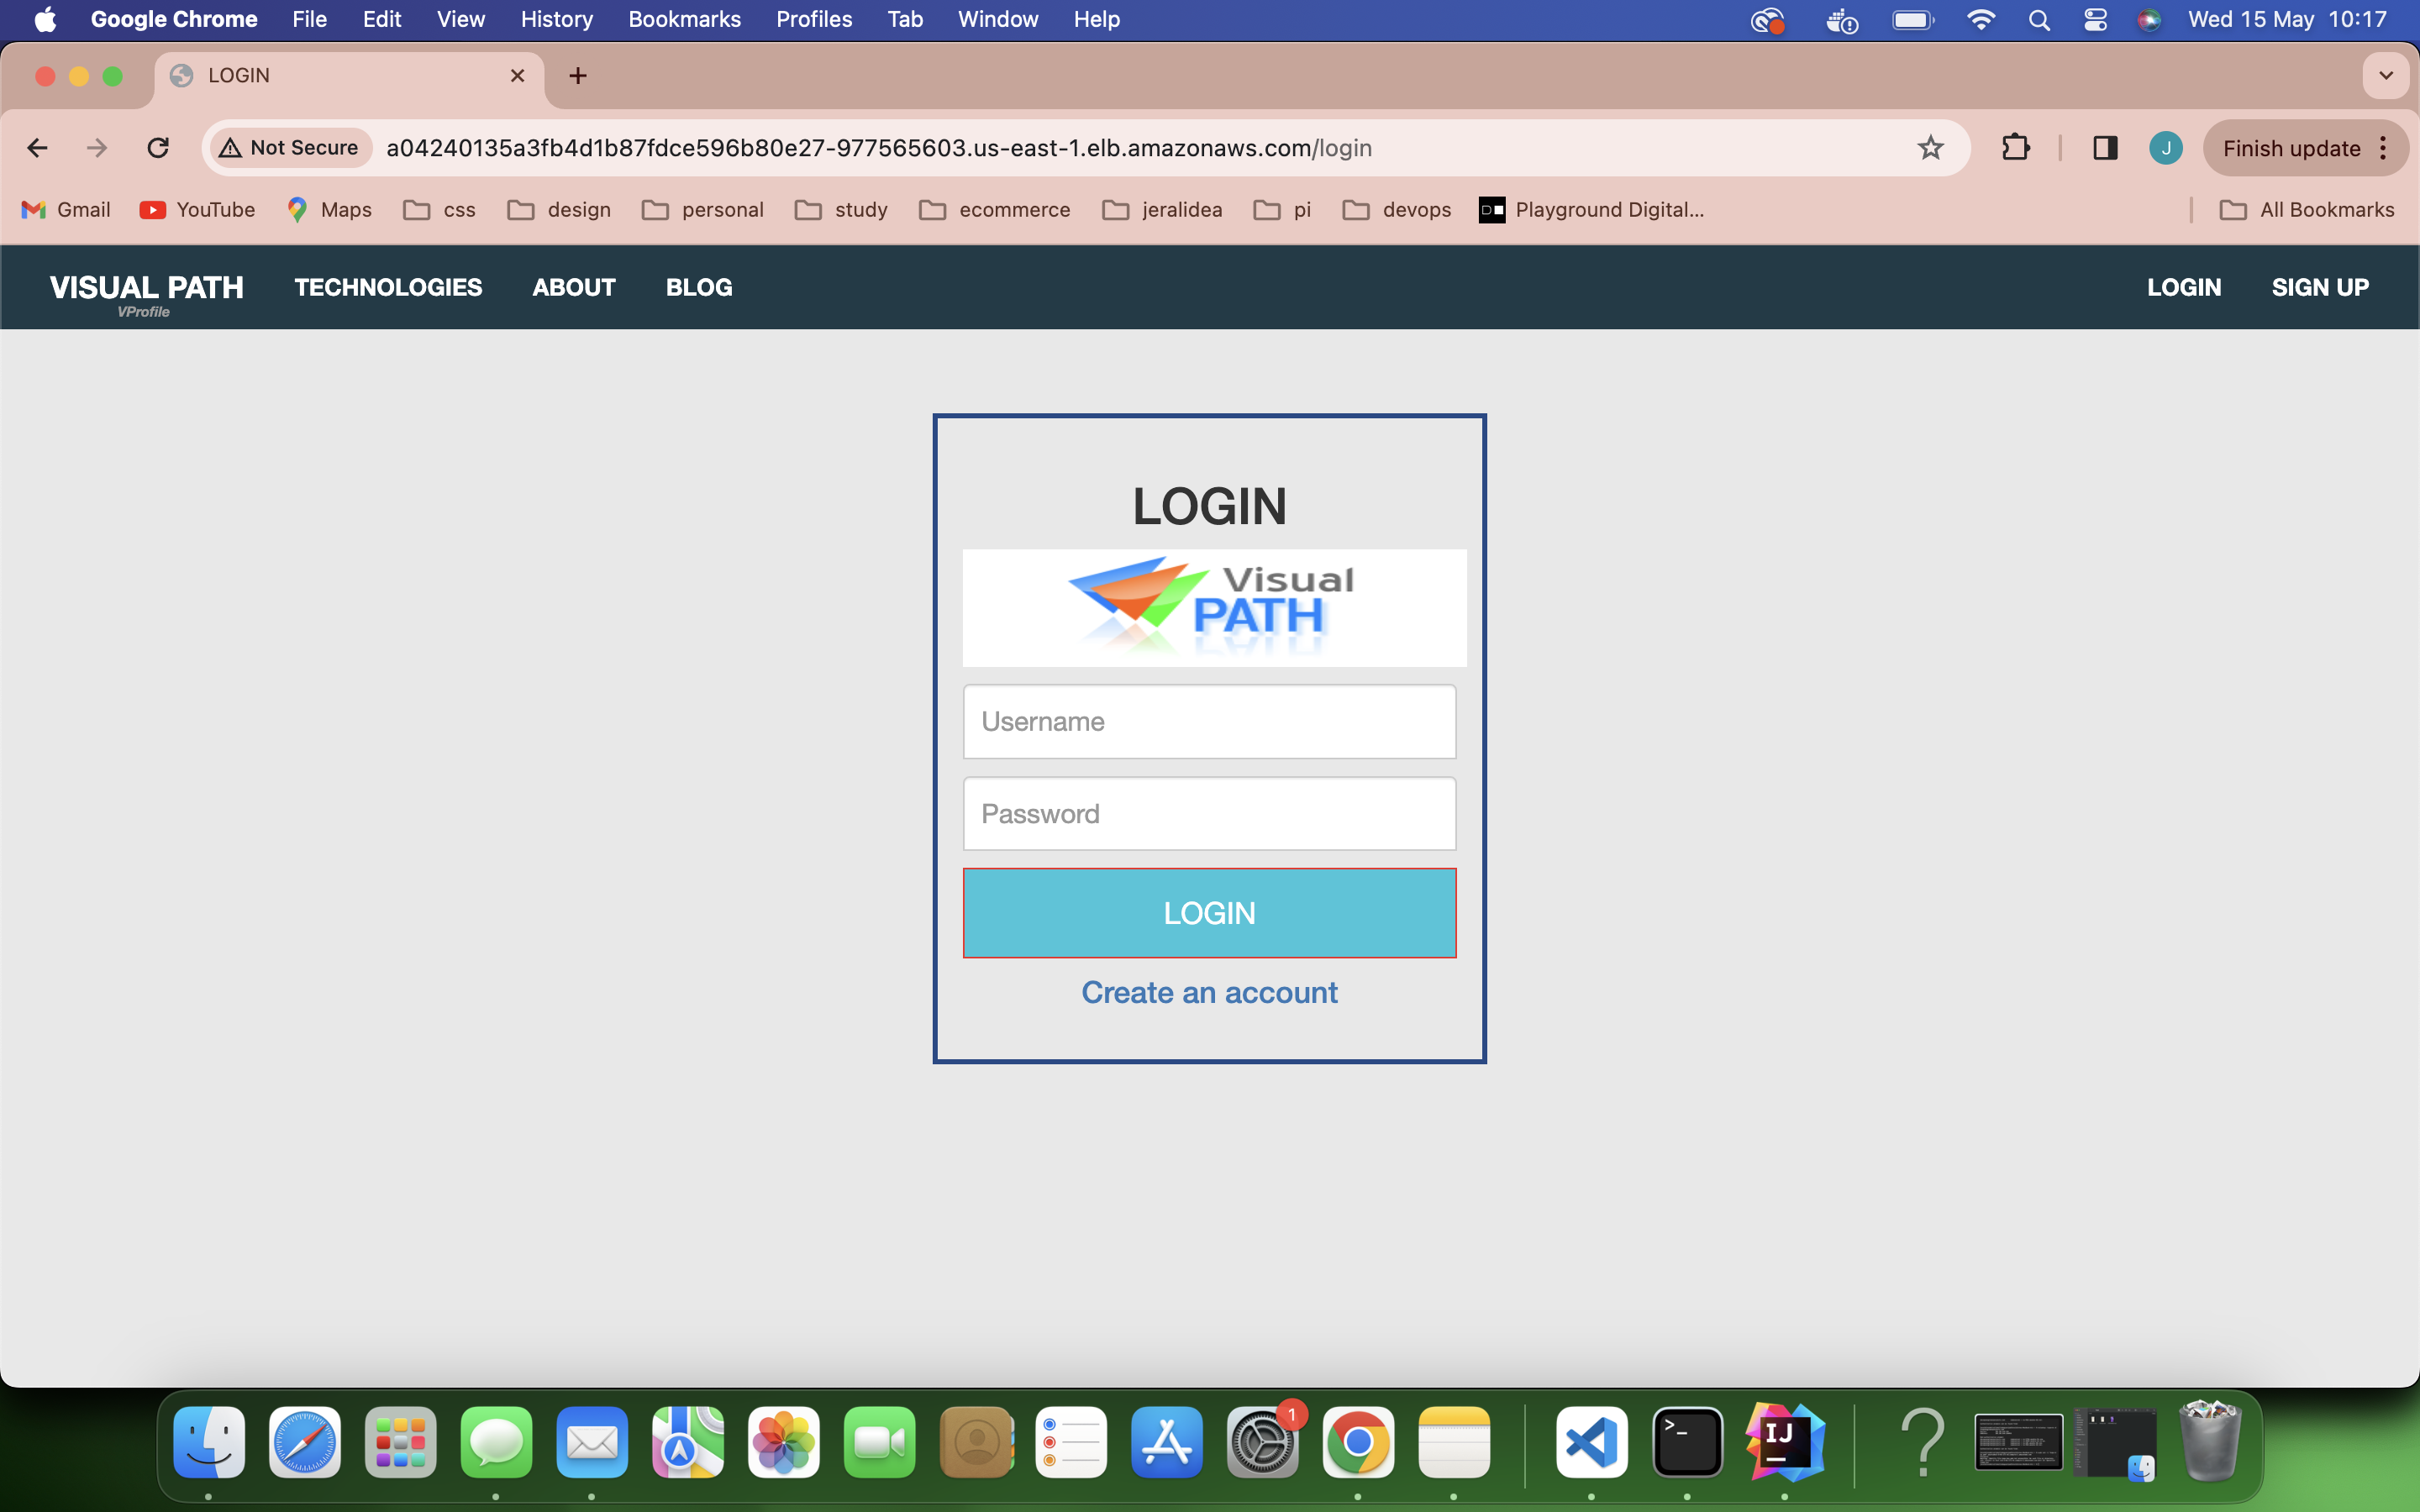 Google Chrome File Edit View History Bookmarks Profiles Tab Window Help Wed 15 May 10:17
LOGIN
Not Secure a04240135a3fb4d1b87fdce596b80e27-977565603.us-east-1.elb.amazonaws.com/login J Finish update
Gmail YouTube Maps css design personal study ecommerce jeralidea pi devops Playground Digital... All Bookmarks
VISUAL PATH TECHNOLOGIES ABOUT BLOG LOGIN SIGN UP
VProfile
LOGIN
Visual
PATH
Username
Password
LOGIN
Create an account
1
>_
IJ